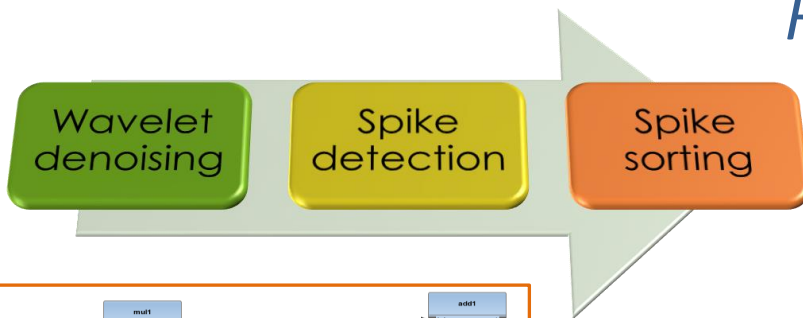 Wavelet
denoising
Spike
detection
Spike
sorting
mul1
add1